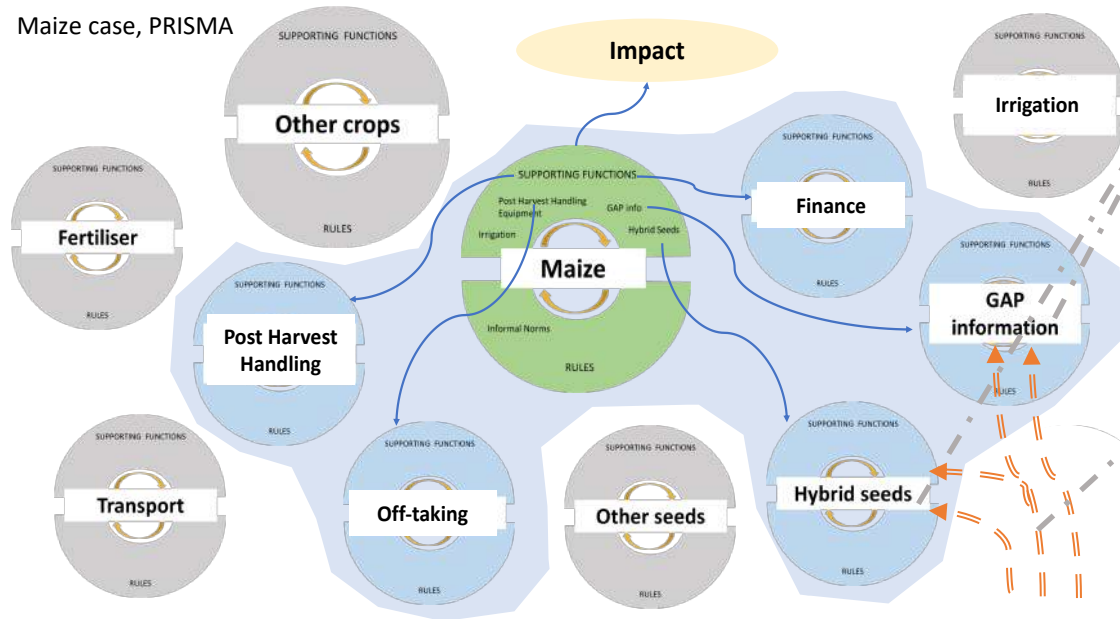 Maize case, PRISMA
SUPPORTING FUNCTIONS
Other crops
RULES
Impact
SUPPORTING FUNCTIONS
Irrigation
RULES
SUPPORTING FUNCTIONS
Fertiliser
RULES
SUPPORTING FUNCTIONS
Post Harvest Handling
Equipment
GAP info
Irrigation
Hybrid Seeds
Maize
Informal Norms
RULES
SUPPORTING FUNCTIONS
Finance
RULES
SUPPORTING FUNCTIONS
GAP
information
RULES
SUPPORTING FUNCTIONS
Post Harvest
Handling
RULES
SUPPORTING FUNCTIONS
Transport
RULES
SUPPORTING FUNCTIONS
Off-taking
RULES
SUPPORTING FUNCTIONS
Other seeds
RULES
SUPPORTING FUNCTIONS
Hybrid seeds
RULES